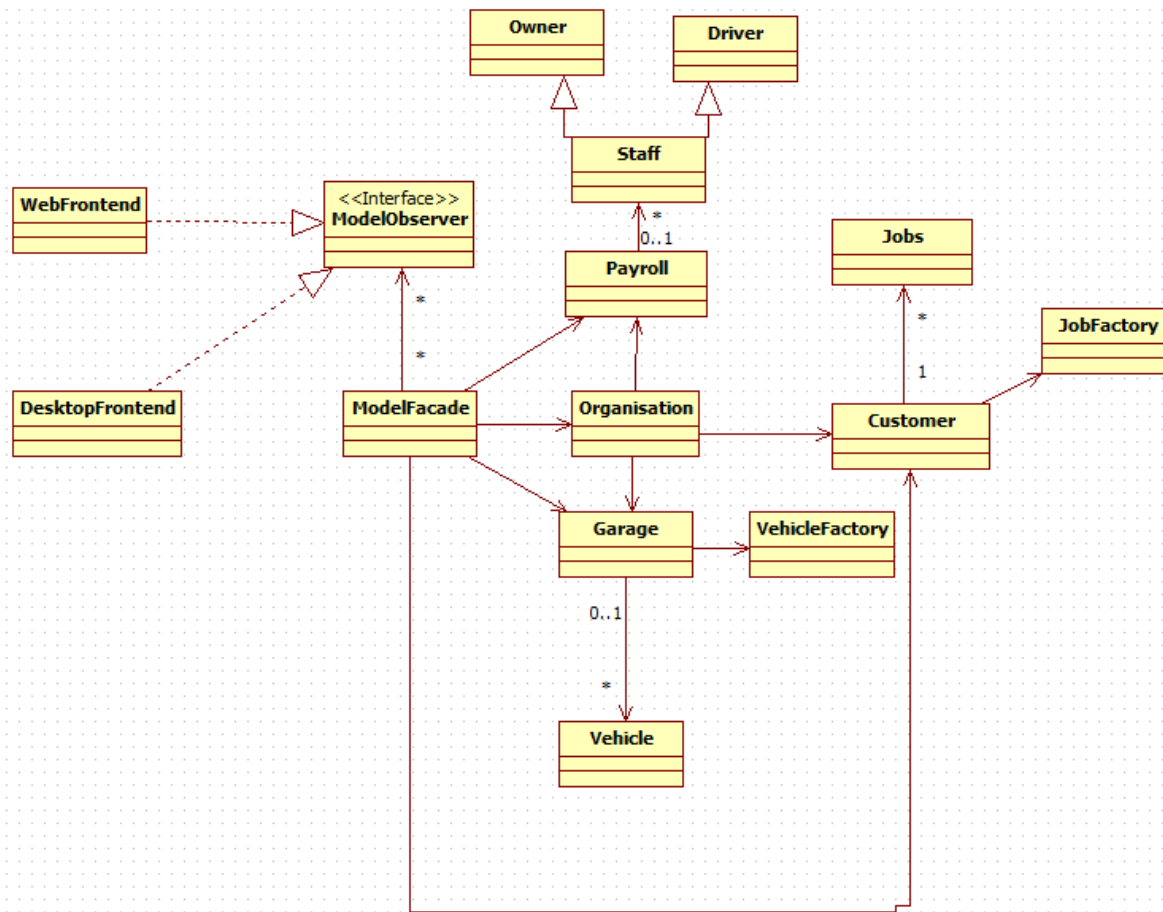 Owner
Driver
Staff
WebFrontend
<<Interface>>
ModelObserver
*
0..1
Jobs
Payroll
*
*
JobFactory
*
1
DesktopFrontend
ModelFacade
Organisation
Customer
Garage
VehicleFactory
0..1
*
Vehicle